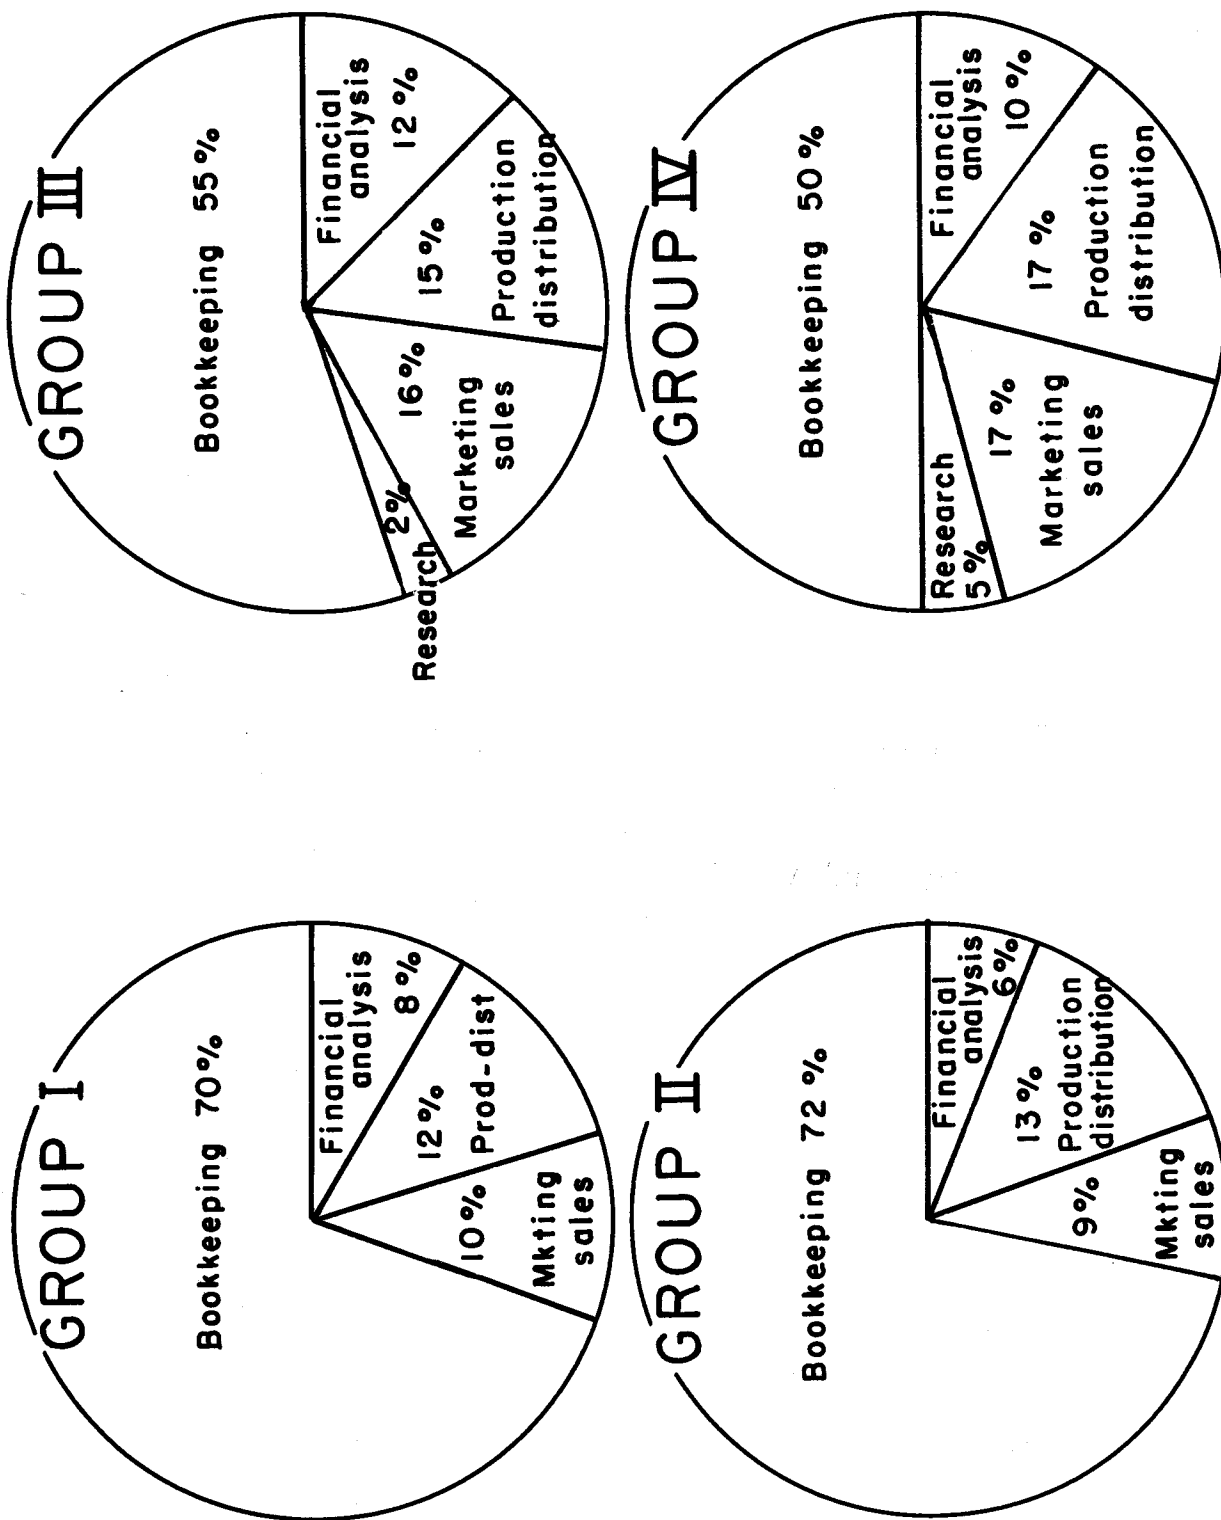 GROUP I
Bookkeeping 70%
Financial
analysis
8%
12%
Prod-dist
10%
Mkting
sales
GROUP III
Bookkeeping 55%
Financial
analysis
12%
15%
Production
distribution
16%
Marketing
sales
2%
Research
GROUP II
Bookkeeping 72%
Financial
analysis
6%
13%
Production
distribution
9%
Mkting
sales
GROUP IV
Bookkeeping 50%
Financial
analysis
10%
17%
Production
distribution
17%
Marketing
sales
Research
5%